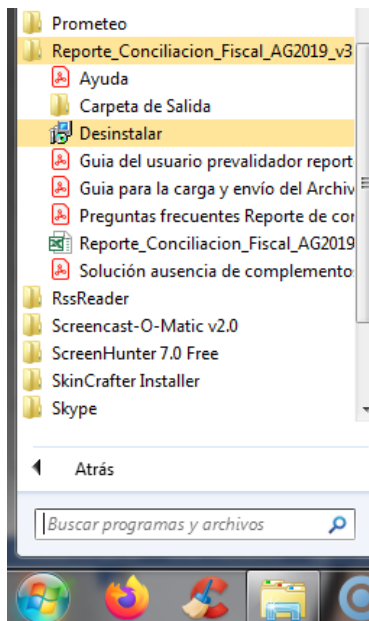 Prometeo
Reporte_Conciliacion_Fiscal_AG2019_v3
Ayuda
Carpeta de Salida
Desinstalar
Guia del usuario prevalidador report
Guia para la carga y envío del Archiv
Preguntas frecuentes Reporte de cor
Reporte_Conciliacion_Fiscal_AG2019
Solución ausencia de complemento
RssReader
Screencast-O-Matic v2.0
ScreenHunter 7.0 Free
SkinCrafter Installer
Skype
Atrás
Buscar programas y archivos